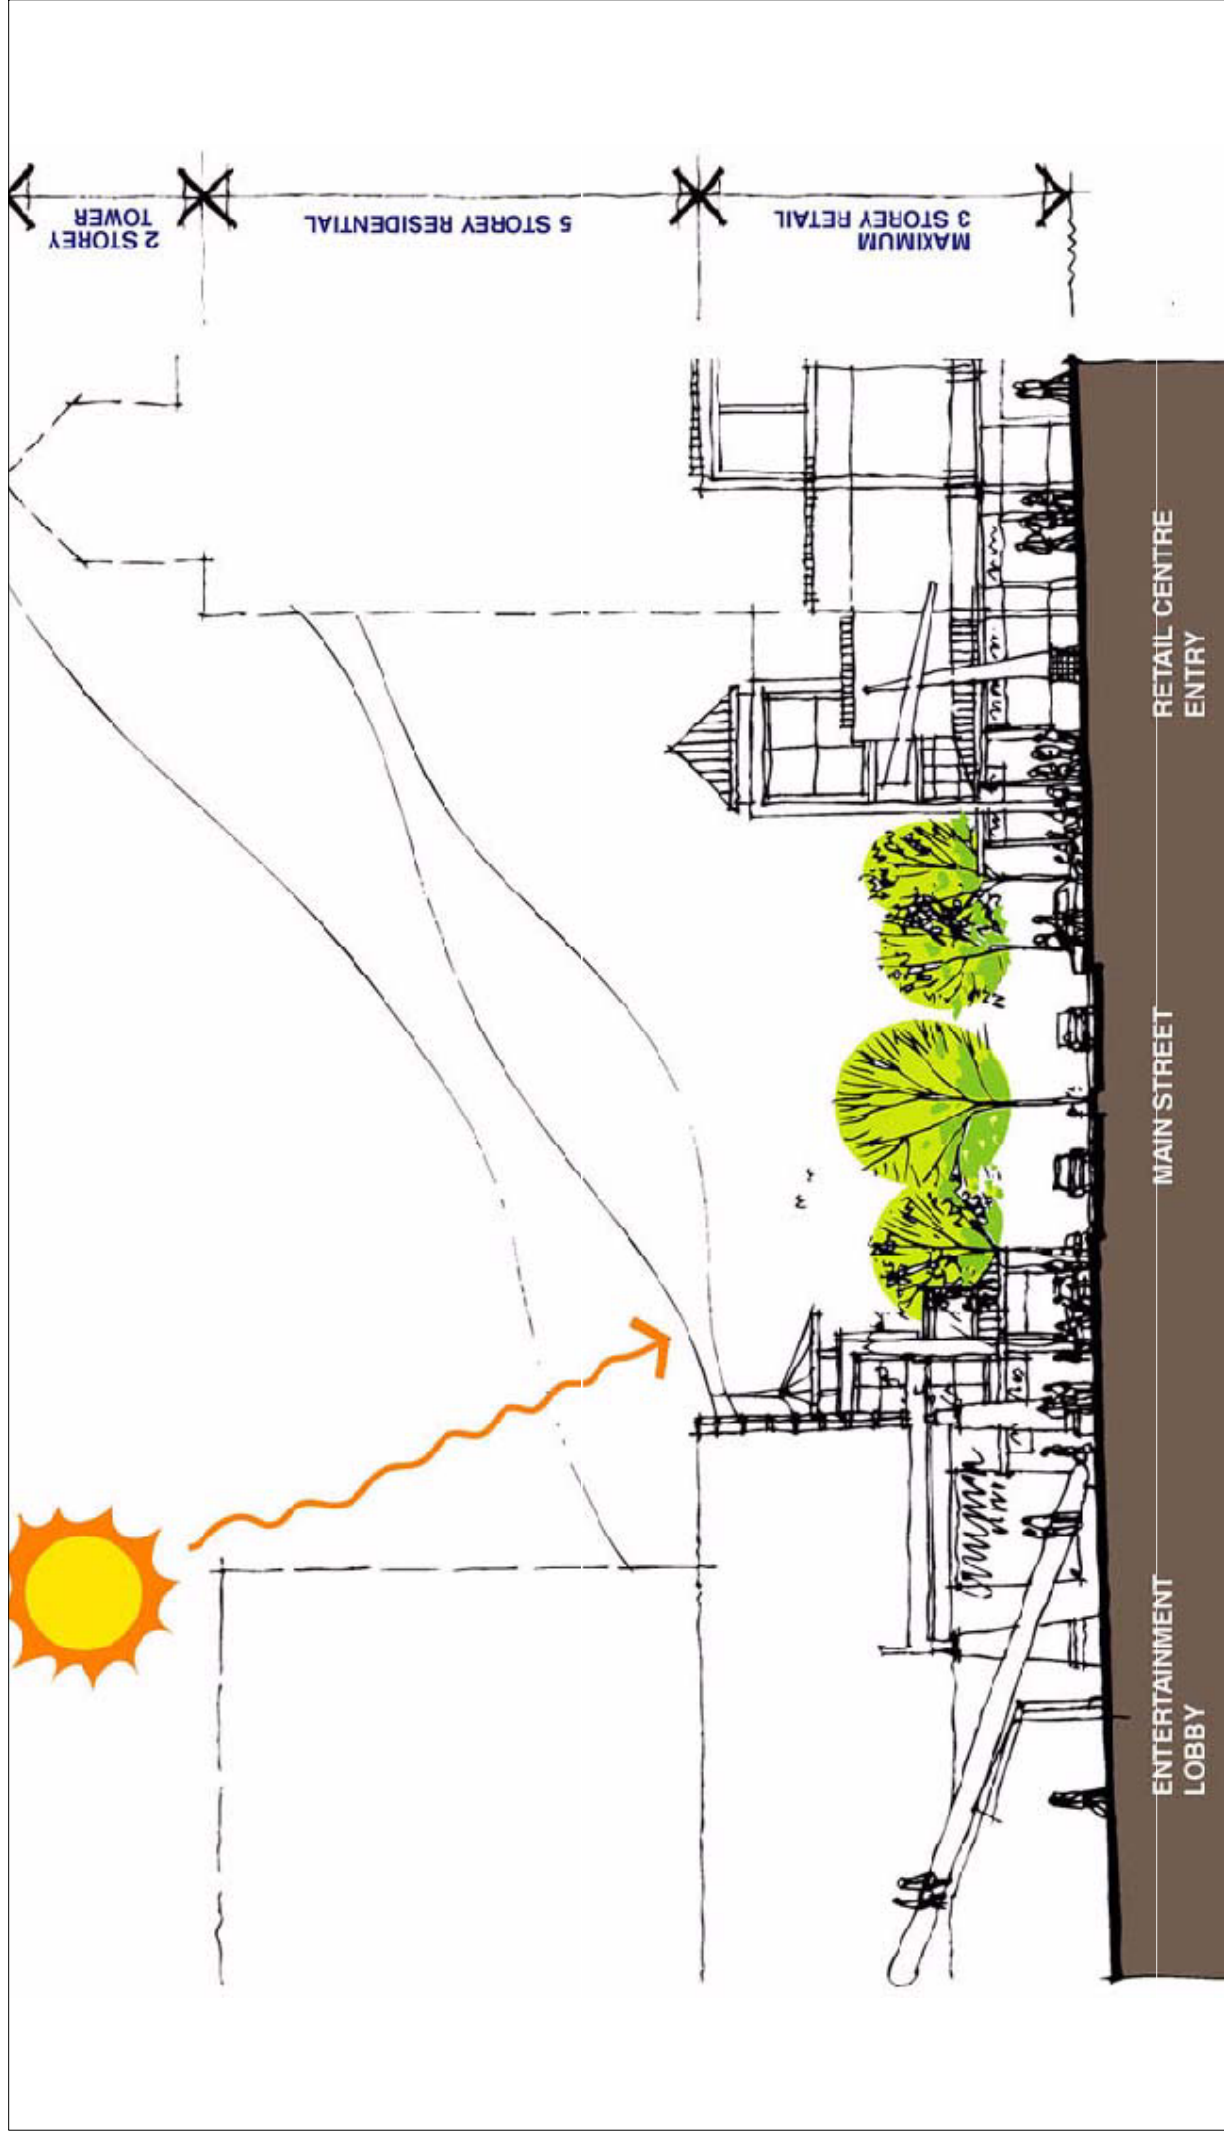 2 STOREY
TOWER
5 STOREY RESIDENTIAL
MAXIMUM
3 STOREY RETAIL
ENTERTAINMENT
LOBBY
MAIN STREET
RETAIL CENTRE
ENTRY